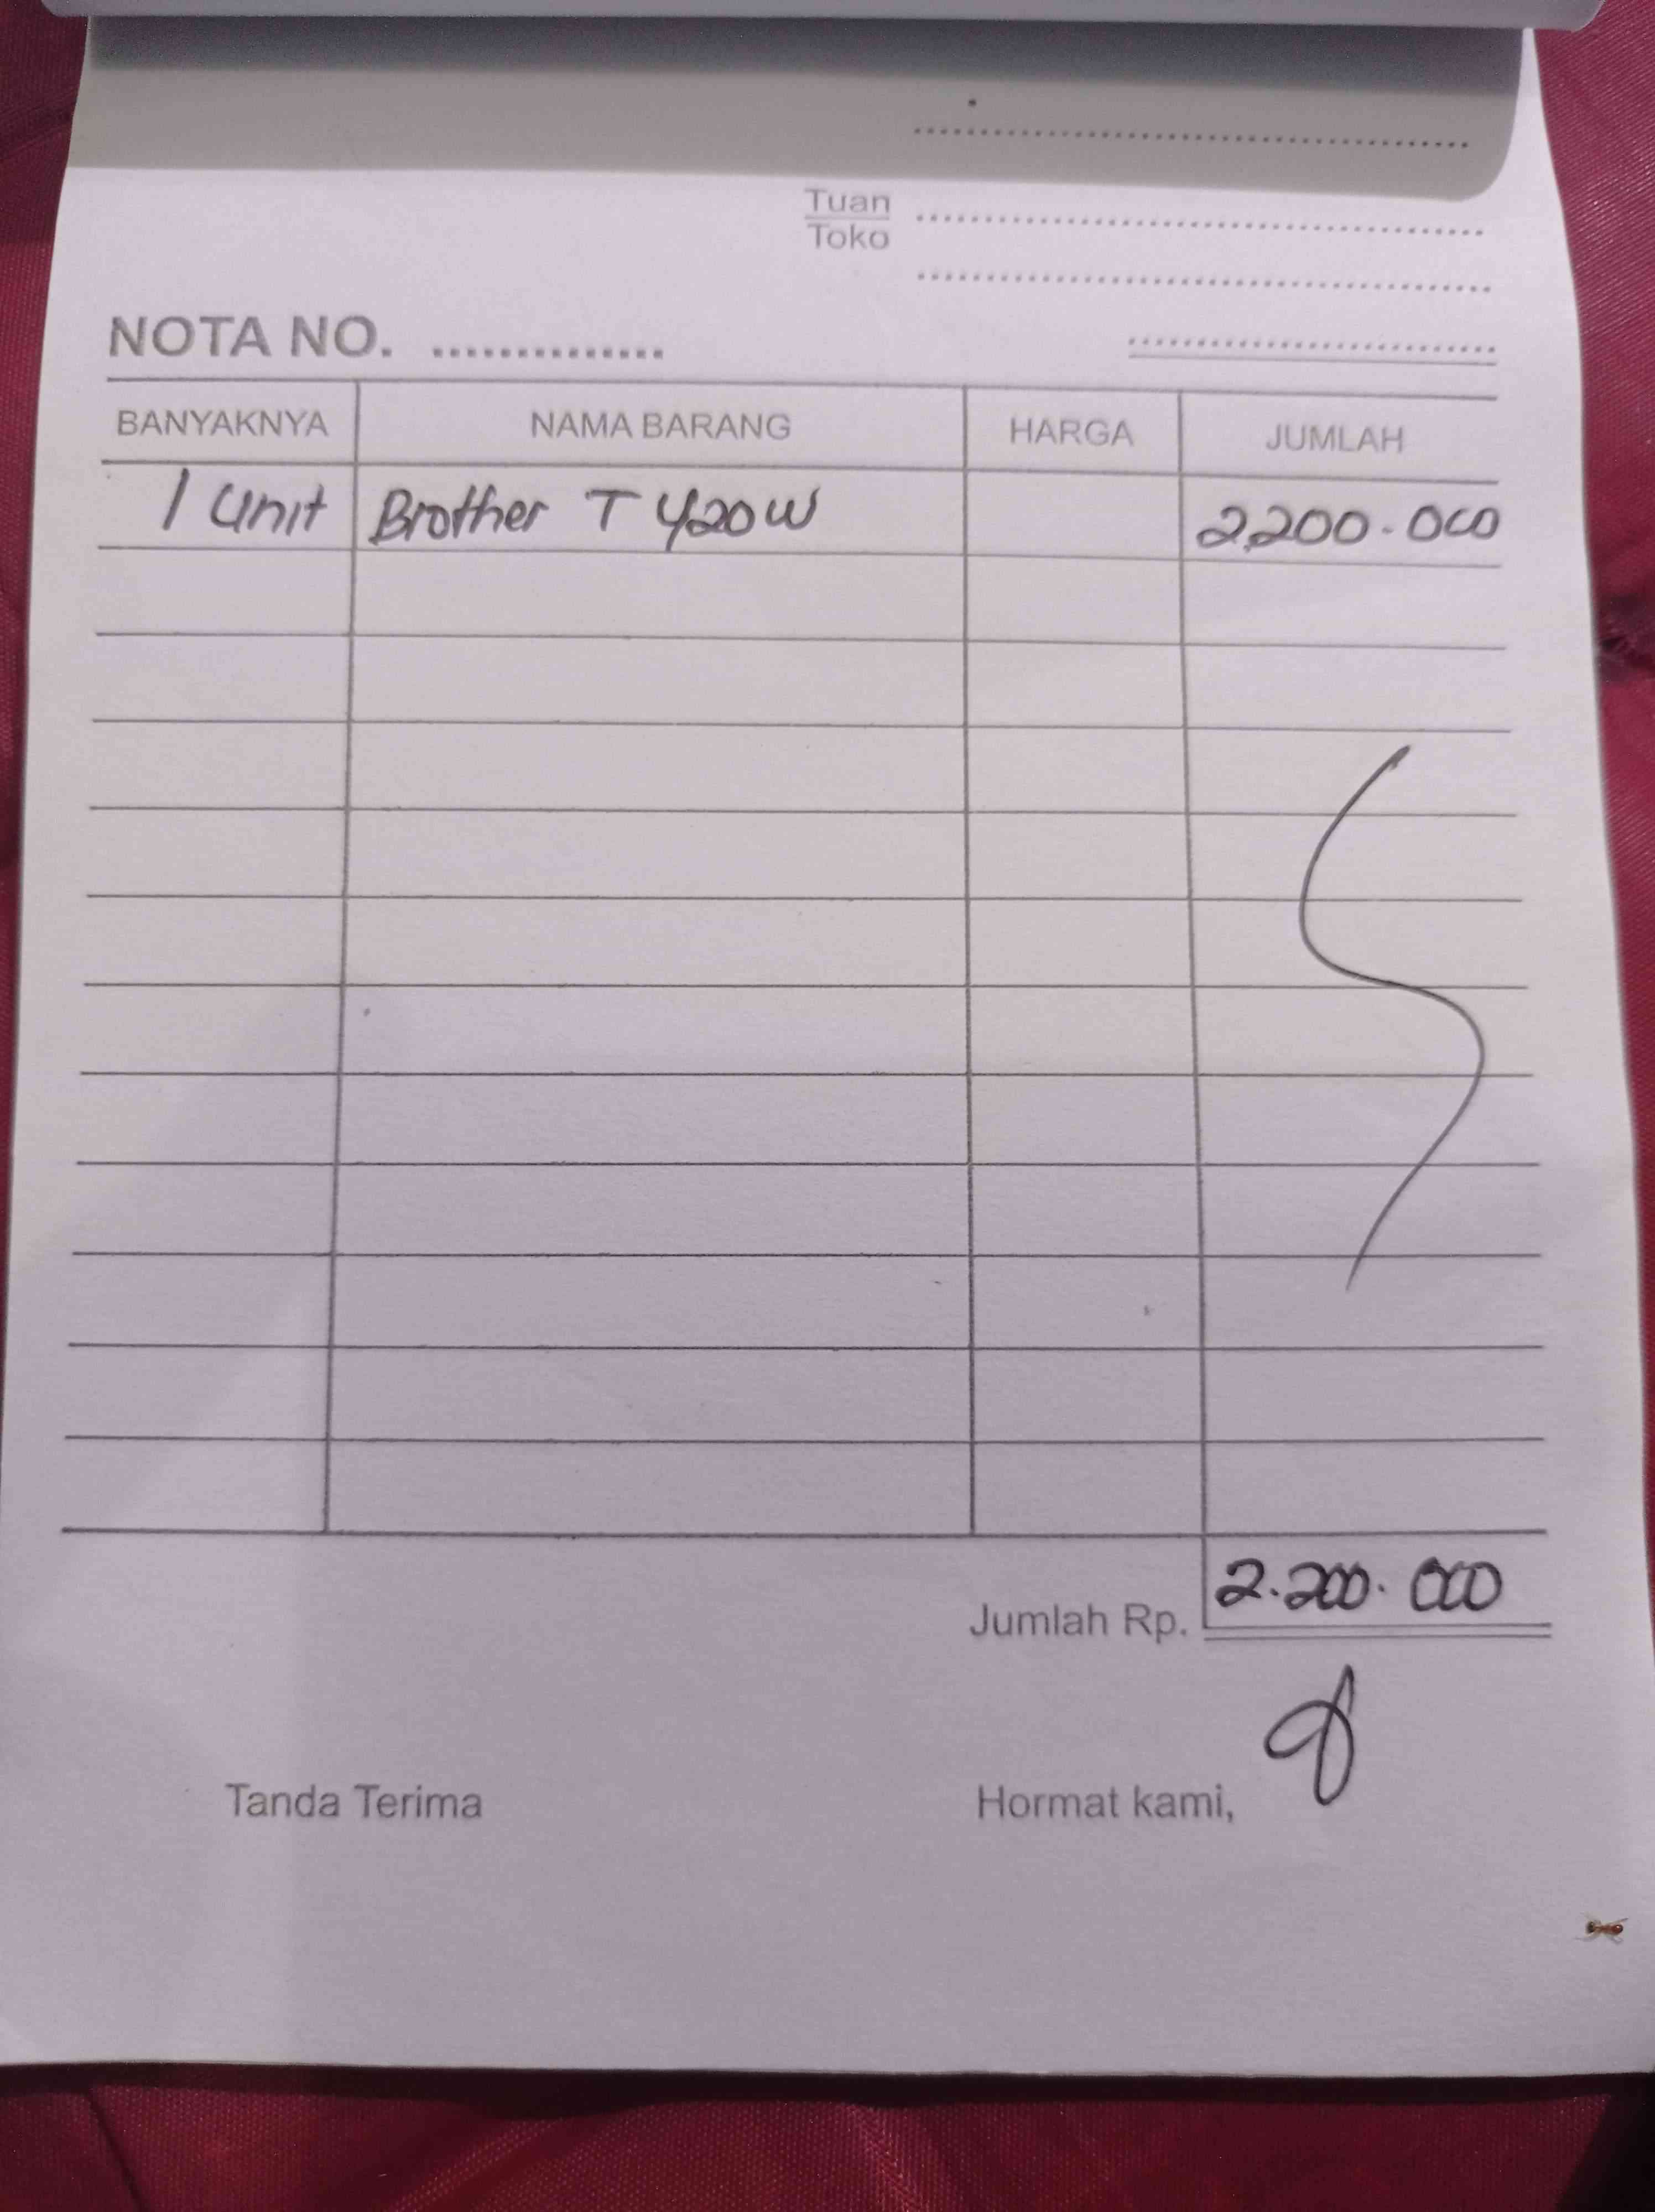 Tuan
Toko
NOTA NO.
BANYAKNYA NAMA BARANG HARGA JUMLAH
1 Unit Brother T 420W 2.200.000
Jumlah Rp. 2.200.000
Tanda Terima Hormat kami,